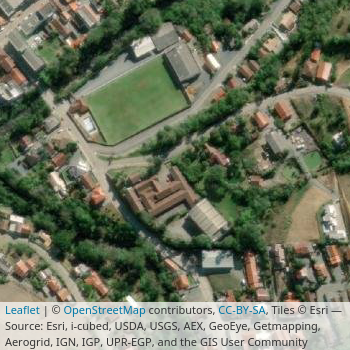 Leaflet | © OpenStreetMap contributors, CC-BY-SA, Tiles © Esri —
Source: Esri, i-cubed, USDA, USGS, AEX, GeoEye, Getmapping,
Aerogrid, IGN, IGP, UPR-EGP, and the GIS User Community